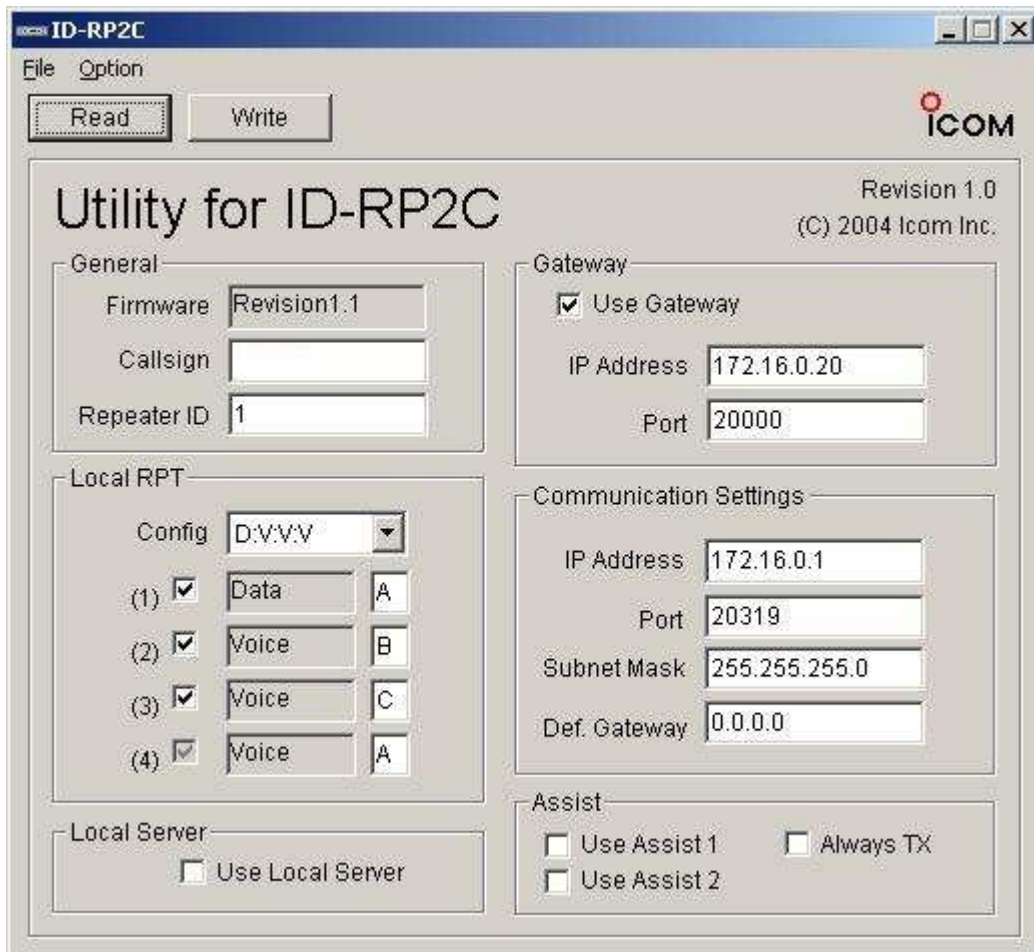 ID-RP2C
File Option
Read Write
ICOM
Utility for ID-RP2C
Revision 1.0
(C) 2004 Icom Inc.
General
Firmware Revision1.1
Callsign
Repeater ID 1
Gateway
Use Gateway
IP Address 172.16.0.20
Port 20000
Local RPT
Config D:V:V:V
(1) Data A
(2) Voice B
(3) Voice C
(4) Voice A
Communication Settings
IP Address 172.16.0.1
Port 20319
Subnet Mask 255.255.255.0
Def. Gateway 0.0.0.0
Local Server
Use Local Server
Assist
Use Assist 1 Always TX
Use Assist 2